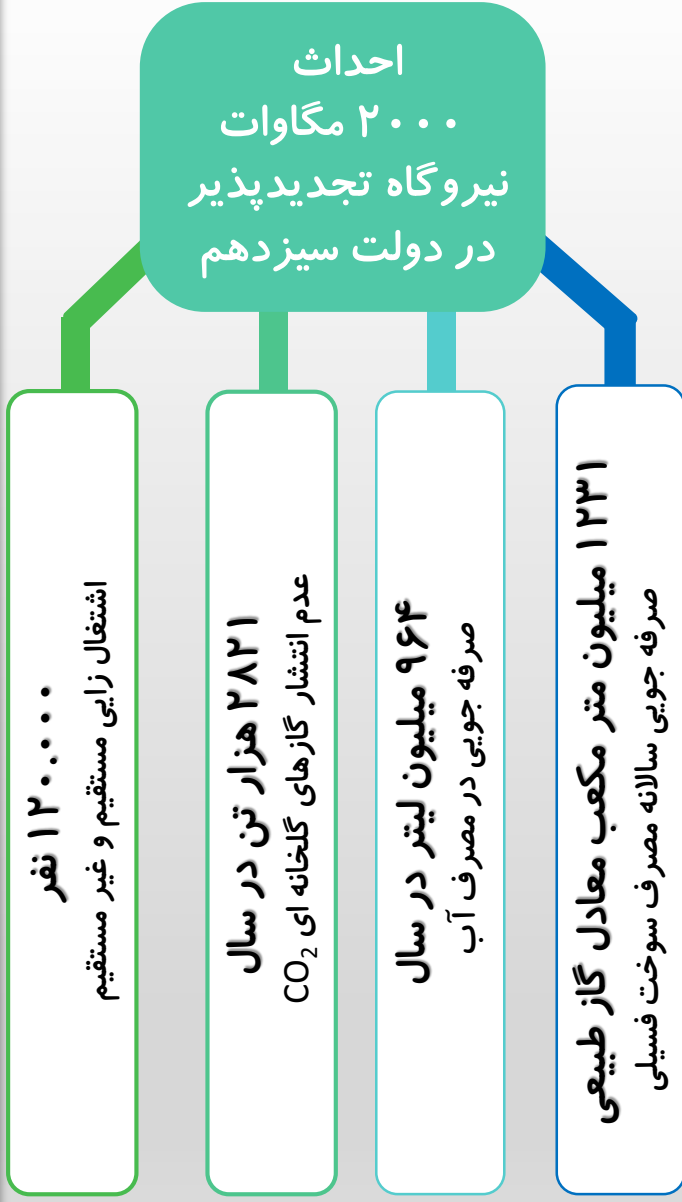 احداث
۲۰۰۰ مگاوات
نیروگاه تجدیدپذیر
در دولت سیزدهم
۱۲۳۱ میلیون متر مکعب معادل گاز طبیعی
صرفه جویی سالانه مصرف سوخت فسیلی
۹۶۴ میلیون لیتر در سال
صرفه جویی در مصرف آب
۲۸۲۱ هزار تن در سال
عدم انتشار گازهای گلخانه ای CO₂
۱۲۰.۰۰۰ نفر
اشتغال زایی مستقیم و غیر مستقیم